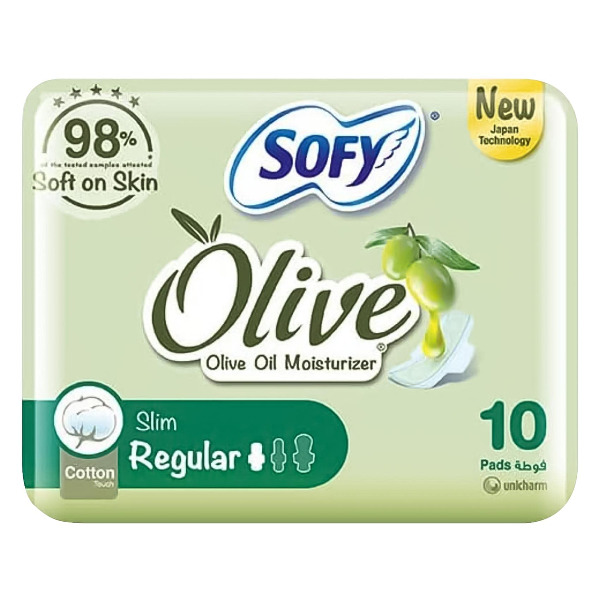 98%
of the tested samples attested
Soft on Skin
SOFY®
New
Japan
Technology
Olive®
Olive Oil Moisturizer
Slim
Regular
Cotton
Touch
10
Pads فوطة
unicharm